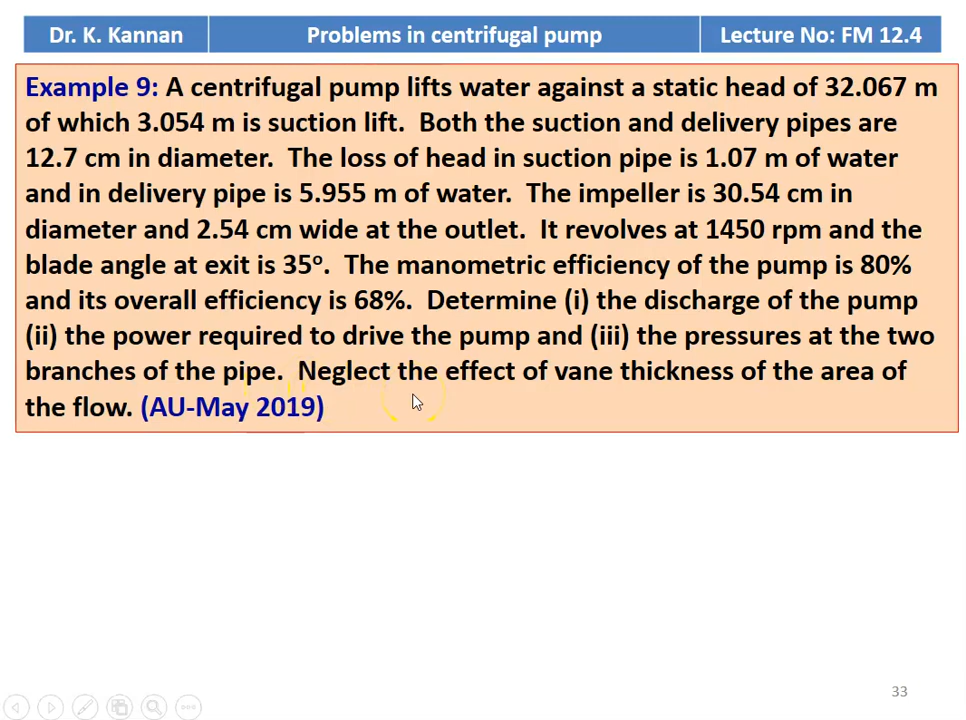 Dr. K. Kannan
Problems in centrifugal pump
Lecture No: FM 12.4
Example 9: A centrifugal pump lifts water against a static head of 32.067 m
of which 3.054 m is suction lift. Both the suction and delivery pipes are
12.7 cm in diameter. The loss of head in suction pipe is 1.07 m of water
and in delivery pipe is 5.955 m of water. The impeller is 30.54 cm in
diameter and 2.54 cm wide at the outlet. It revolves at 1450 rpm and the
blade angle at exit is 35º. The manometric efficiency of the pump is 80%
and its overall efficiency is 68%. Determine (i) the discharge of the pump
(ii) the power required to drive the pump and (iii) the pressures at the two
branches of the pipe. Neglect the effect of vane thickness of the area of
the flow. (AU-May 2019)
33